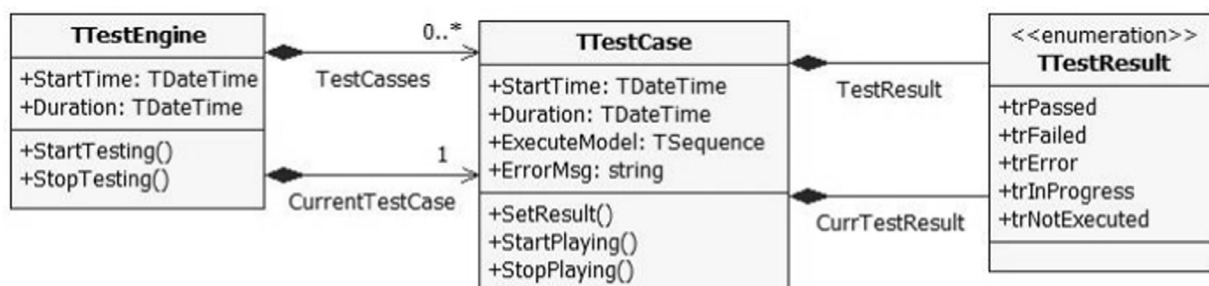 TTestEngine
+StartTime: TDateTime
+Duration: TDateTime
+StartTesting()
+StopTesting()
0..*
TestCasses
1
CurrentTestCase
TTestCase
+StartTime: TDateTime
+Duration: TDateTime
+ExecuteModel: TSequence
+ErrorMsg: string
+SetResult()
+StartPlaying()
+StopPlaying()
TestResult
CurrTestResult
<<enumeration>>
TTestResult
+trPassed
+trFailed
+trError
+trInProgress
+trNotExecuted